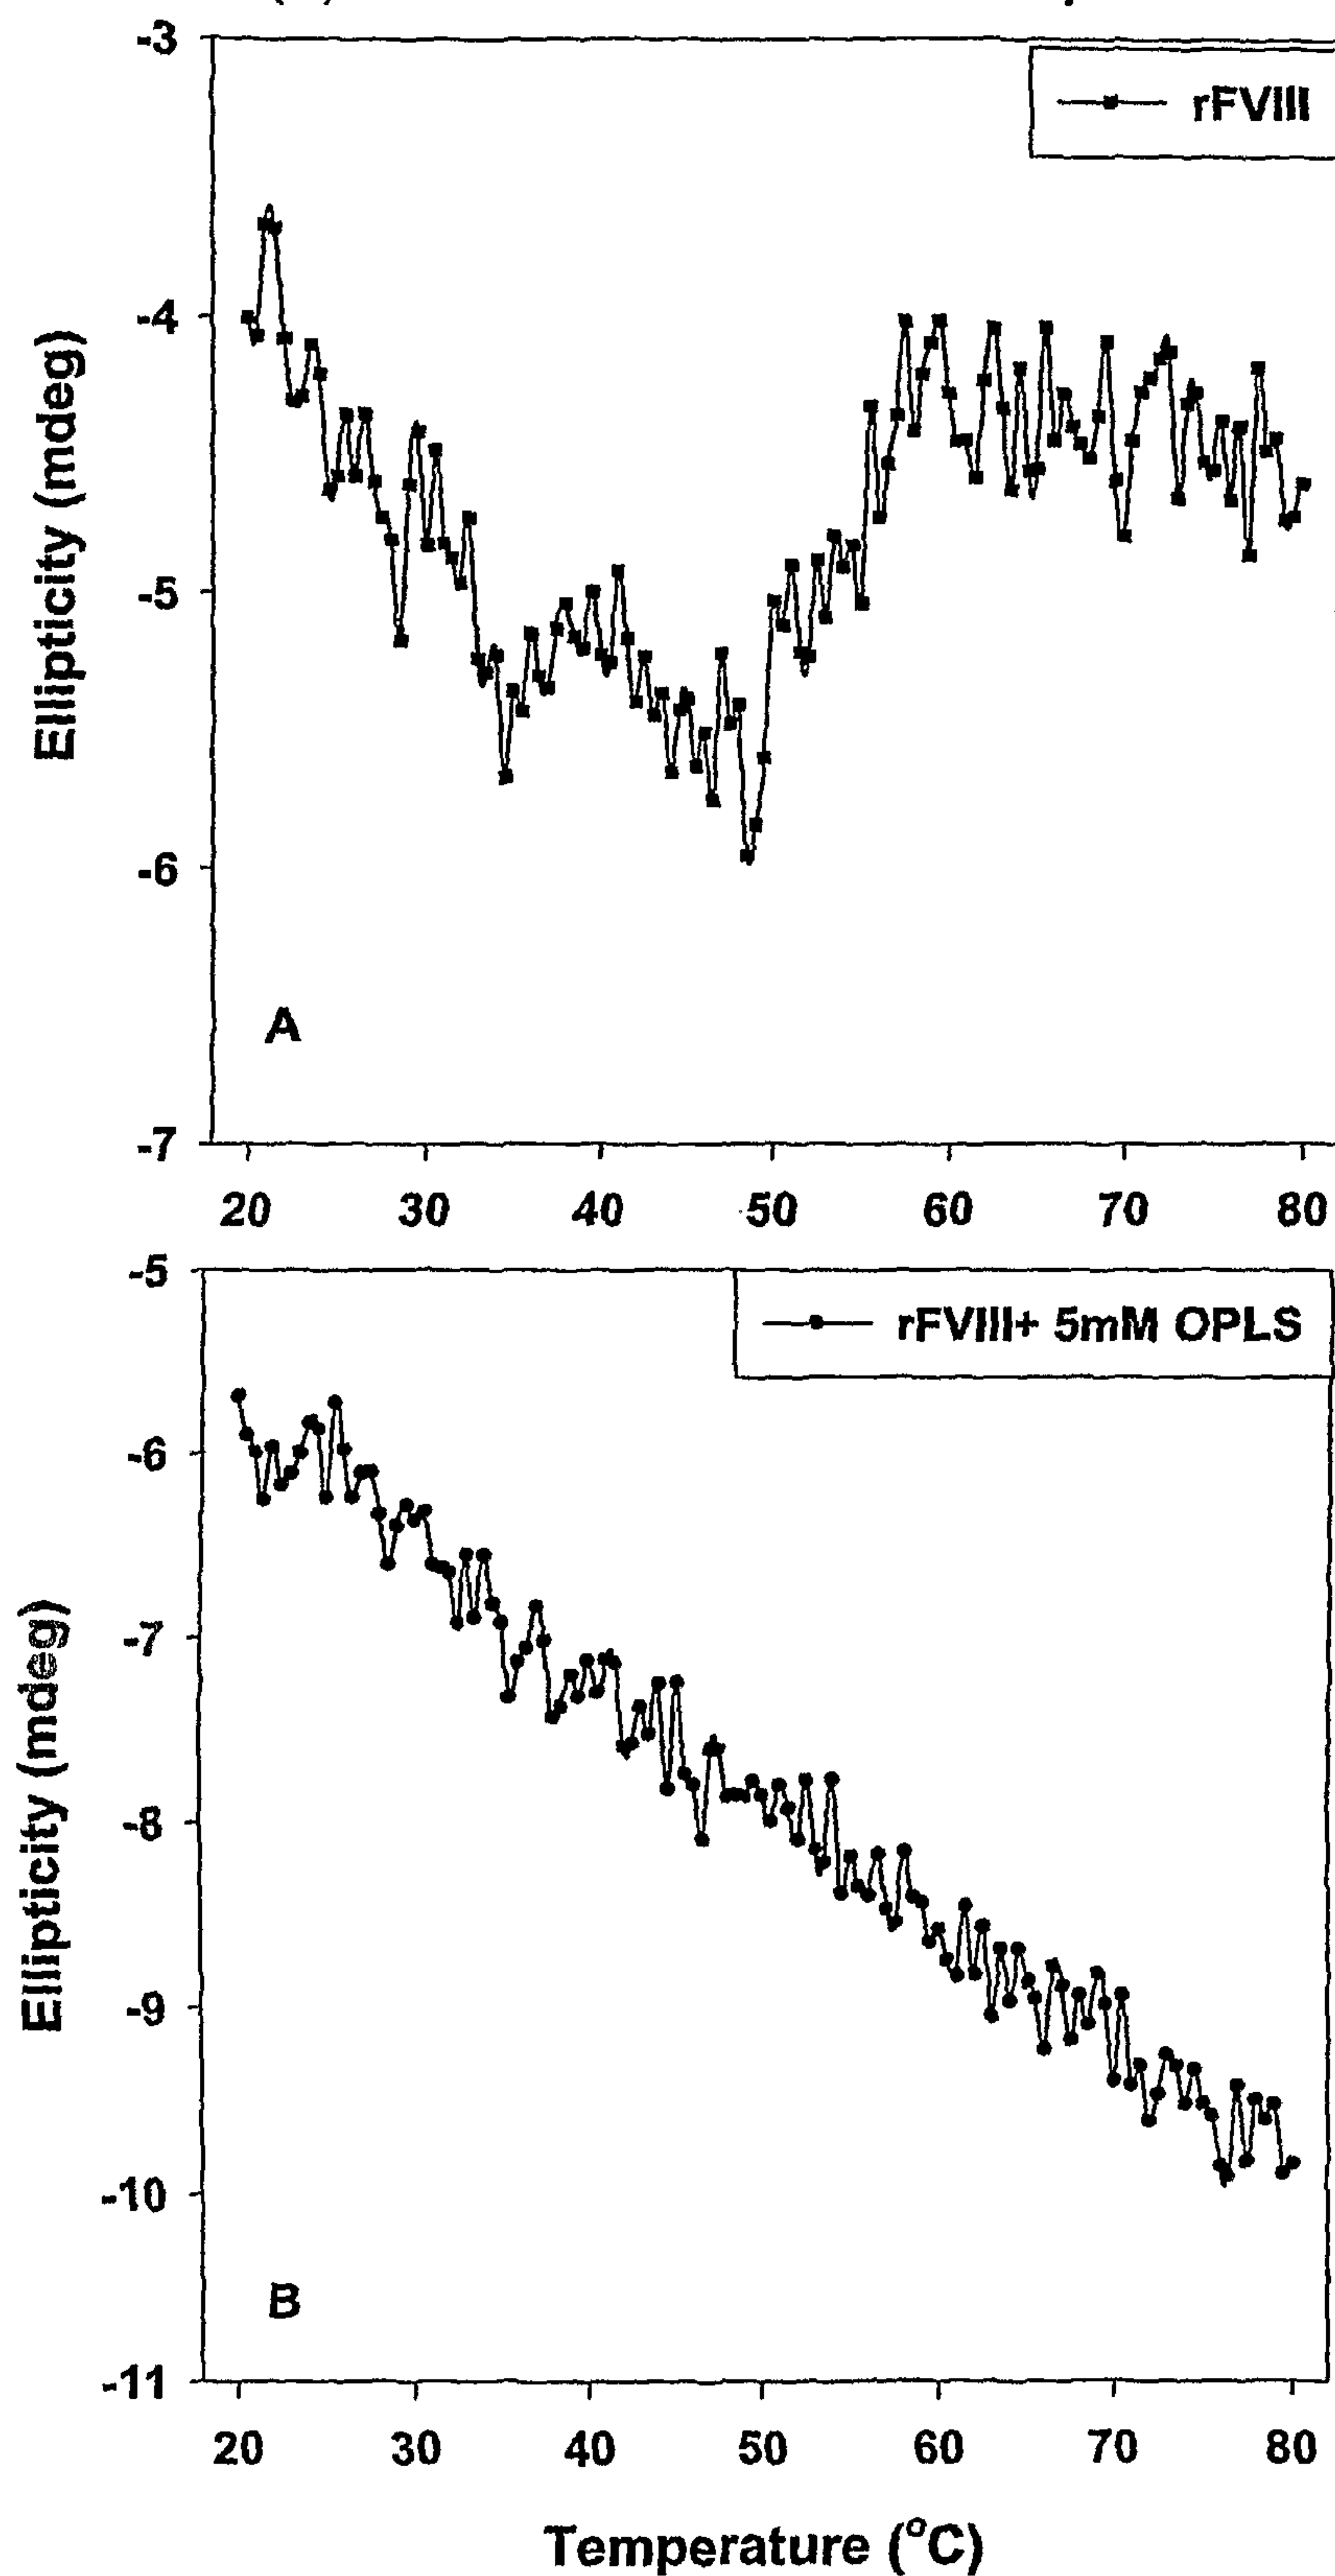 -3
rFVIII
-4
-5
-6
-7
Ellipticity (mdeg)
A
20 30 40 50 60 70 80
-5
rFVIII+ 5mM OPLS
-6
-7
-8
-9
-10
-11
Ellipticity (mdeg)
B
20 30 40 50 60 70 80
Temperature (°C)